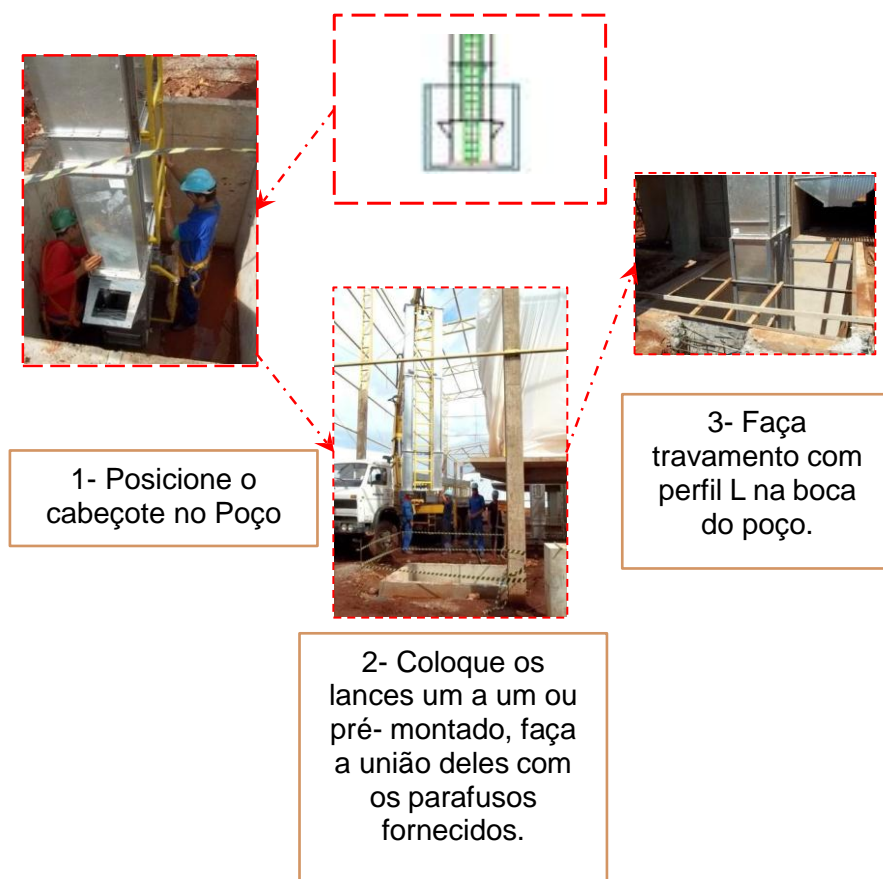 1- Posicione o
cabeçote no Poço
2- Coloque os
lances um a um ou
pré- montado, faça
a união deles com
os parafusos
fornecidos.
3- Faça
travamento com
perfil L na boca
do poço.